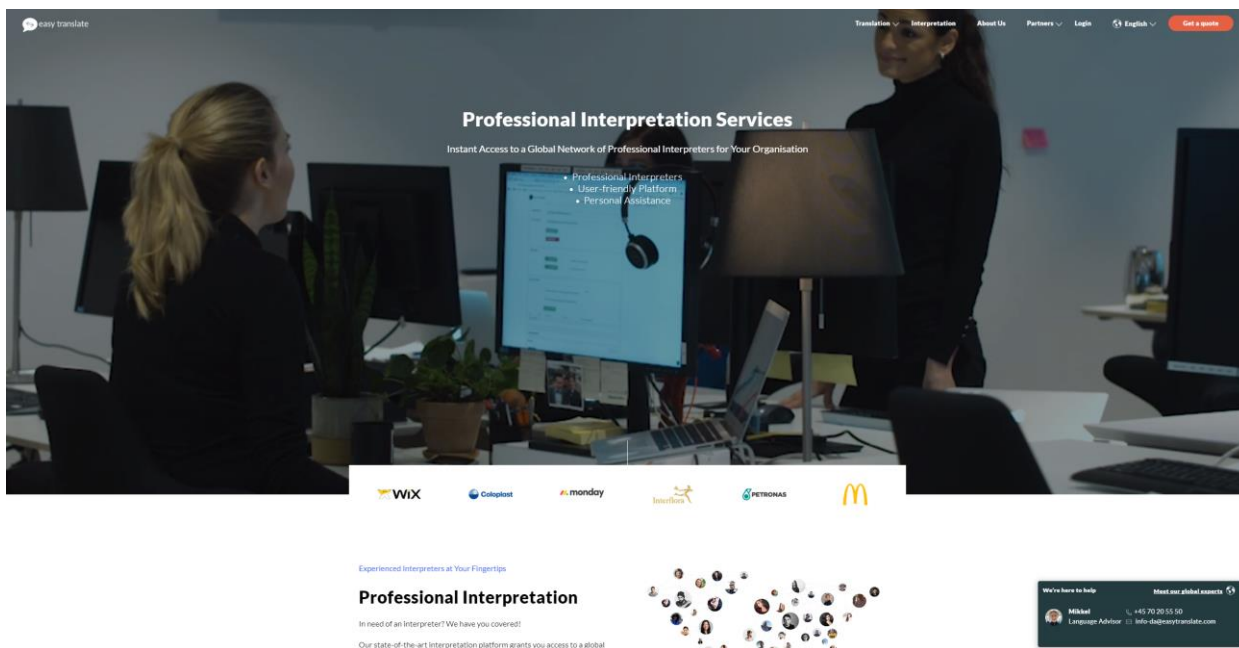 easy translate
Translation
Interpretation
About Us
Partners
Login
English
Get a quote
Professional Interpretation Services
Instant Access to a Global Network of Professional Interpreters for Your Organisation
• Professional Interpreters
• User-friendly Platform
• Personal Assistance
WiX
Coloplast
monday
Interflora
PETRONAS
Experienced Interpreters at Your Fingertips
Professional Interpretation
In need of an interpreter? We have you covered!
Our state-of-the-art interpretation platform grants you access to a global
We're here to help
Meet our global experts
Mikkel
+45 70 20 55 50
Language Advisor
info-da@easytranslate.com